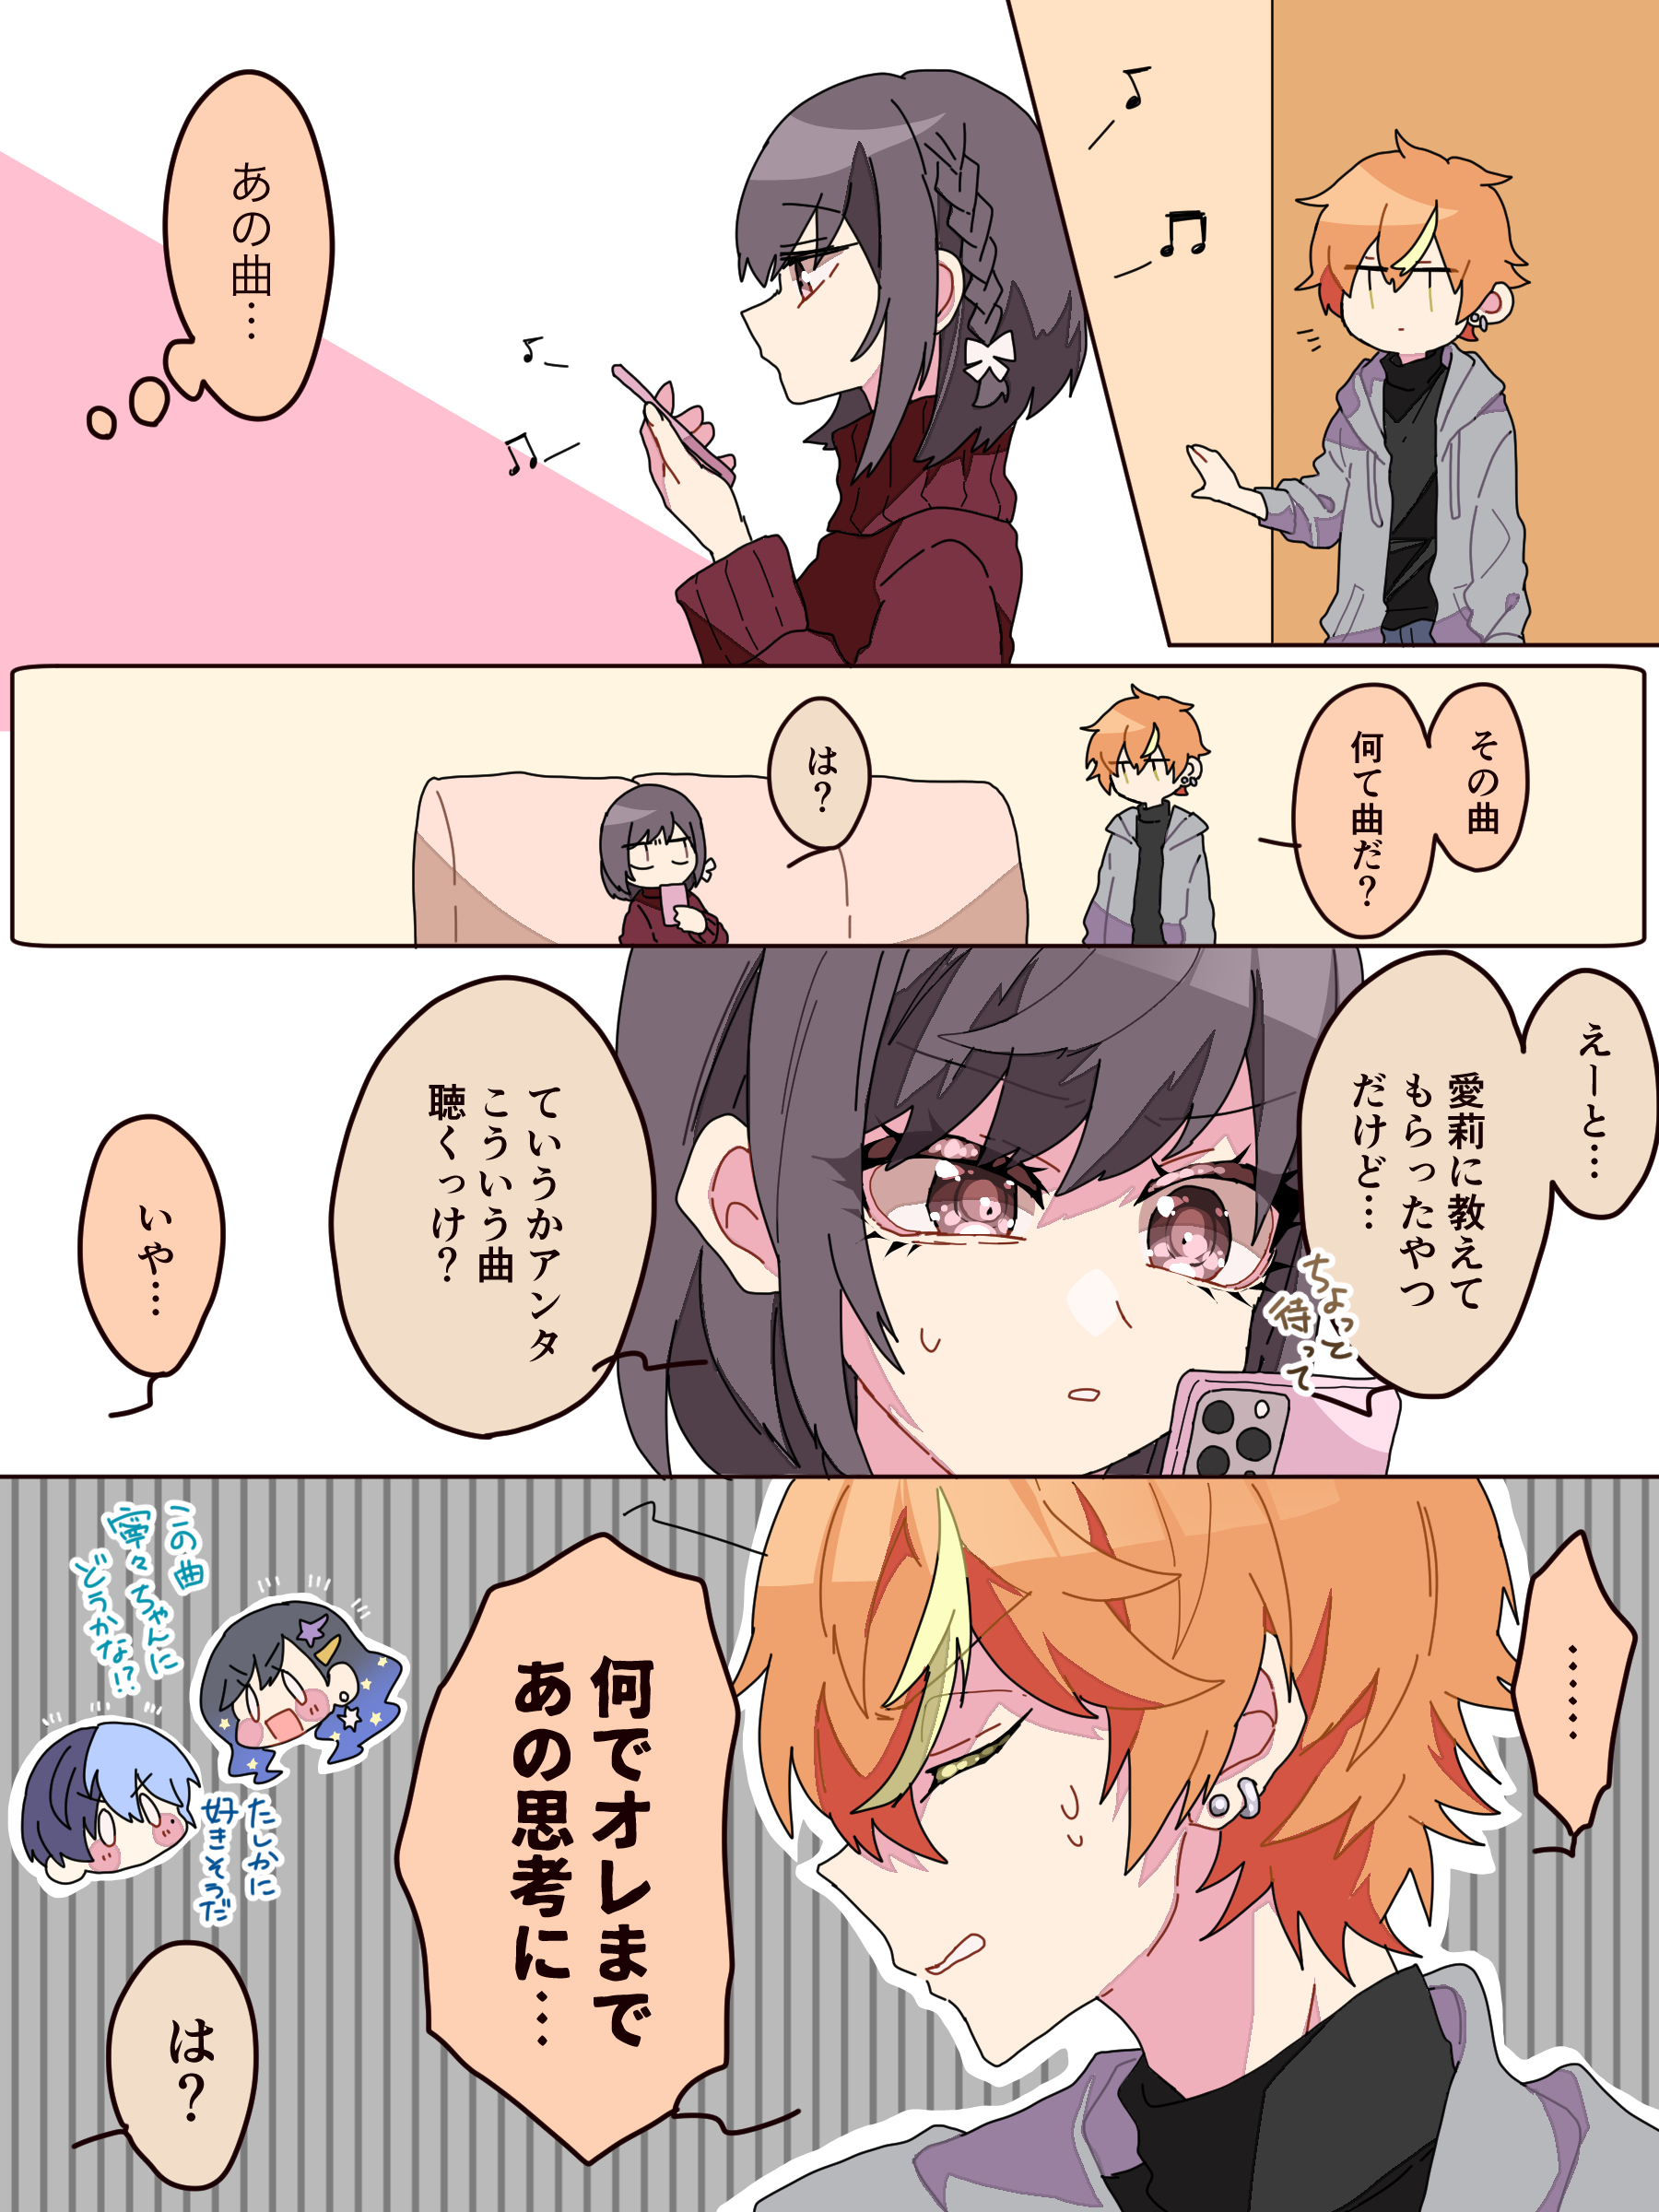 あの曲…
その曲
何て曲だ？
は？
えーと…
愛莉に教えて
もらったやつ
だけど…
ちょっと
待って
ていうかアンタ
こういう曲
聴くっけ？
いや…
………
何でオレまで
あの思考に…
この曲
寧々ちゃんに
どうかな!?
たしかに
好きそうだ
は？